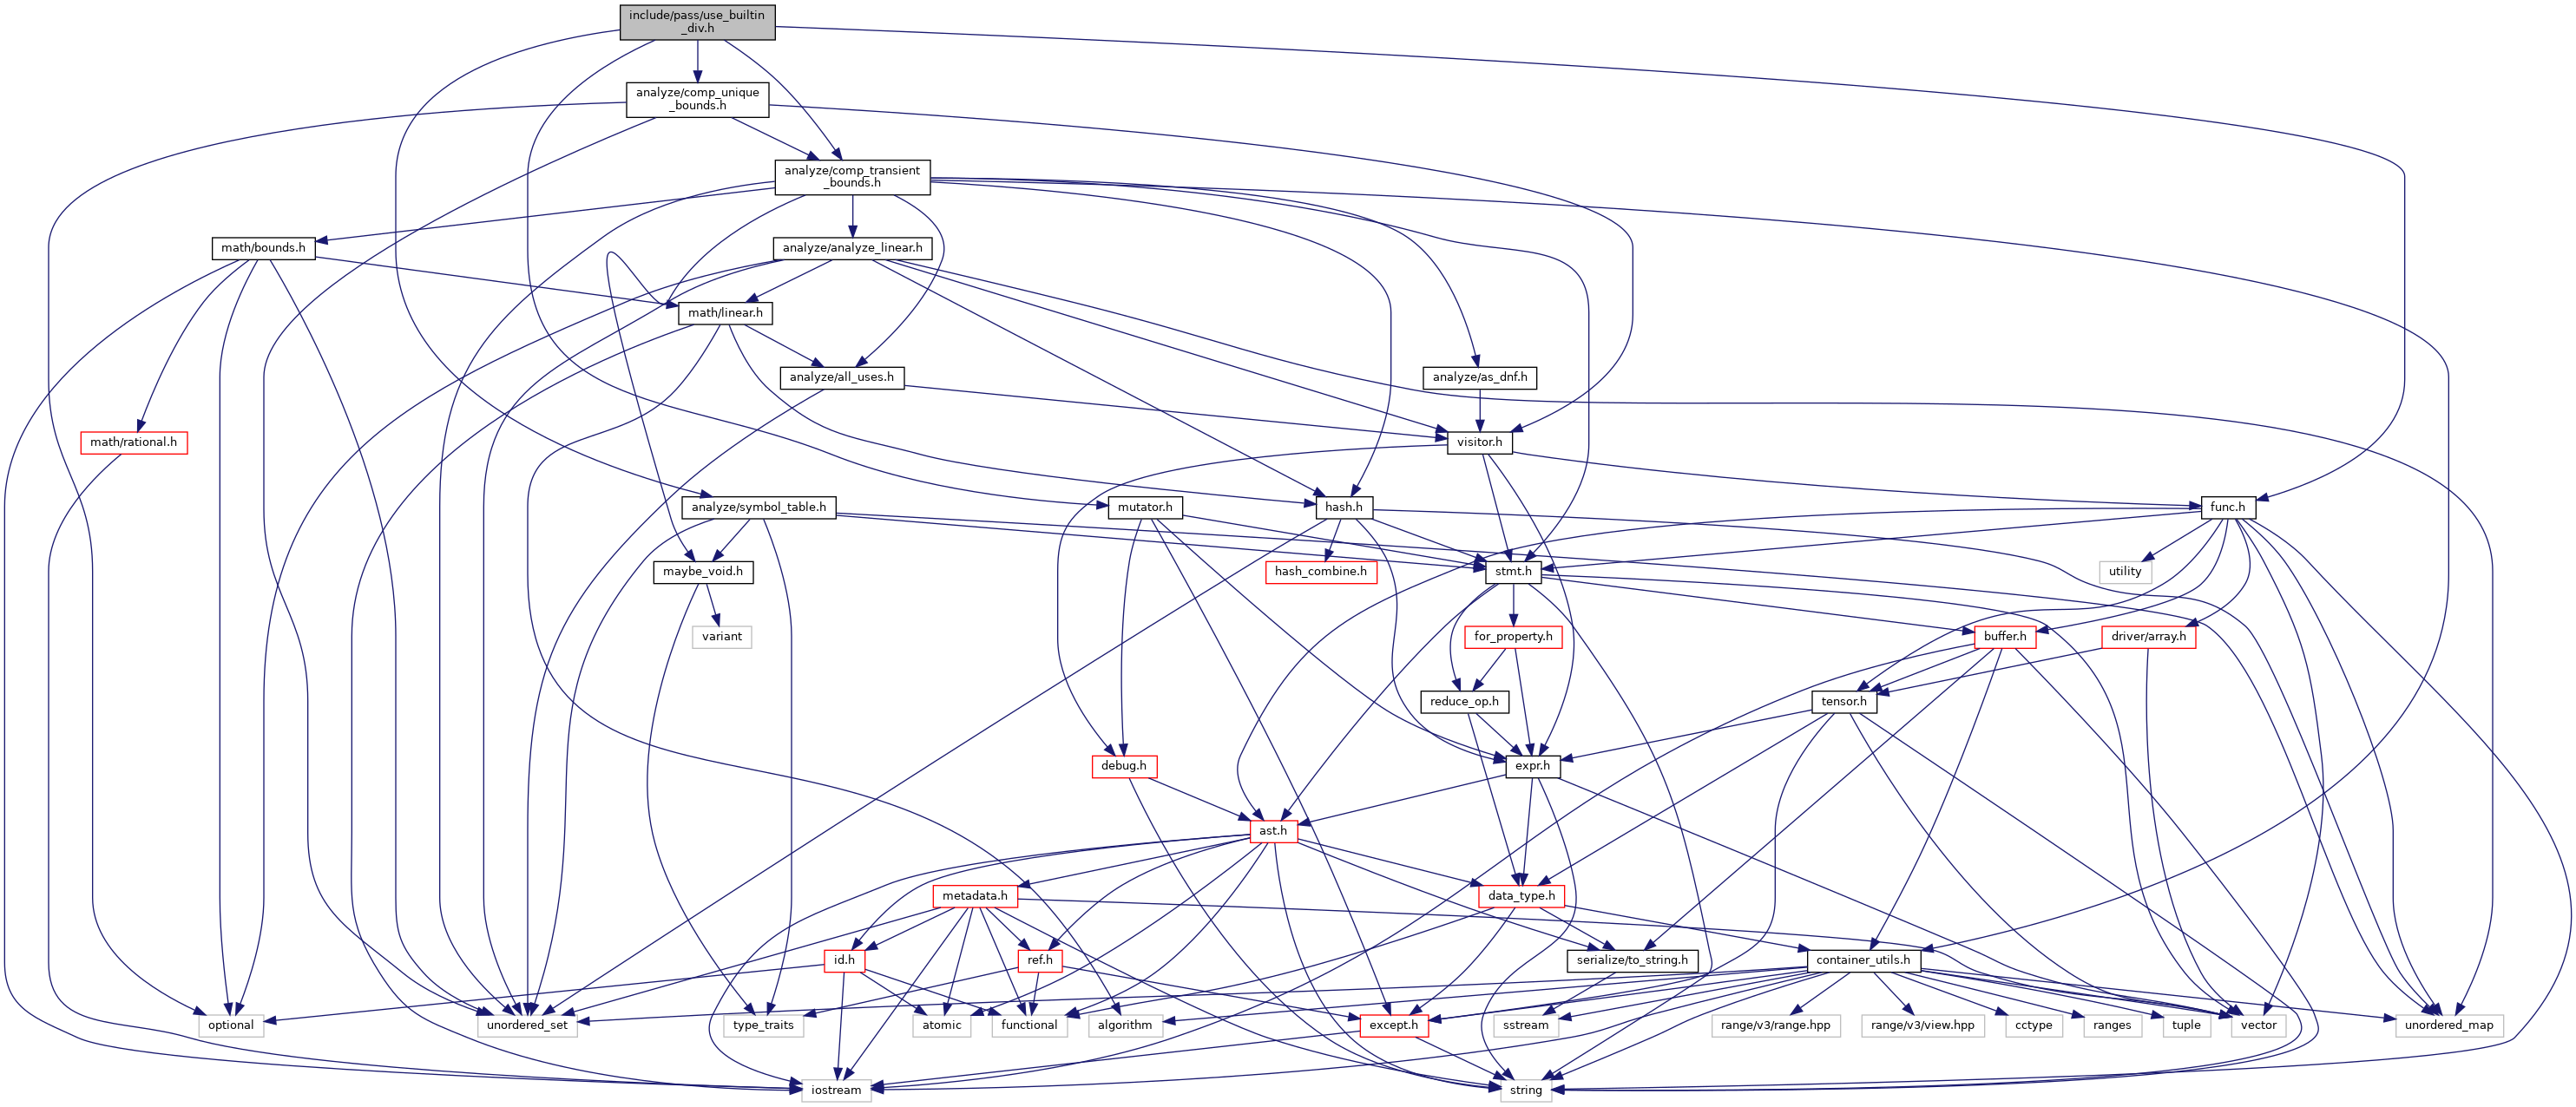 include/pass/use_builtin
_div.h
analyze/comp_unique
_bounds.h
analyze/comp_transient
_bounds.h
math/bounds.h
analyze/analyze_linear.h
math/linear.h
analyze/all_uses.h
analyze/as_dnf.h
math/rational.h
visitor.h
analyze/symbol_table.h
mutator.h
hash.h
func.h
maybe_void.h
hash_combine.h
stmt.h
utility
variant
for_property.h
buffer.h
driver/array.h
reduce_op.h
tensor.h
debug.h
expr.h
ast.h
metadata.h
data_type.h
id.h
ref.h
serialize/to_string.h
container_utils.h
optional
unordered_set
type_traits
atomic
functional
algorithm
except.h
sstream
range/v3/range.hpp
range/v3/view.hpp
cctype
ranges
tuple
vector
unordered_map
iostream
string